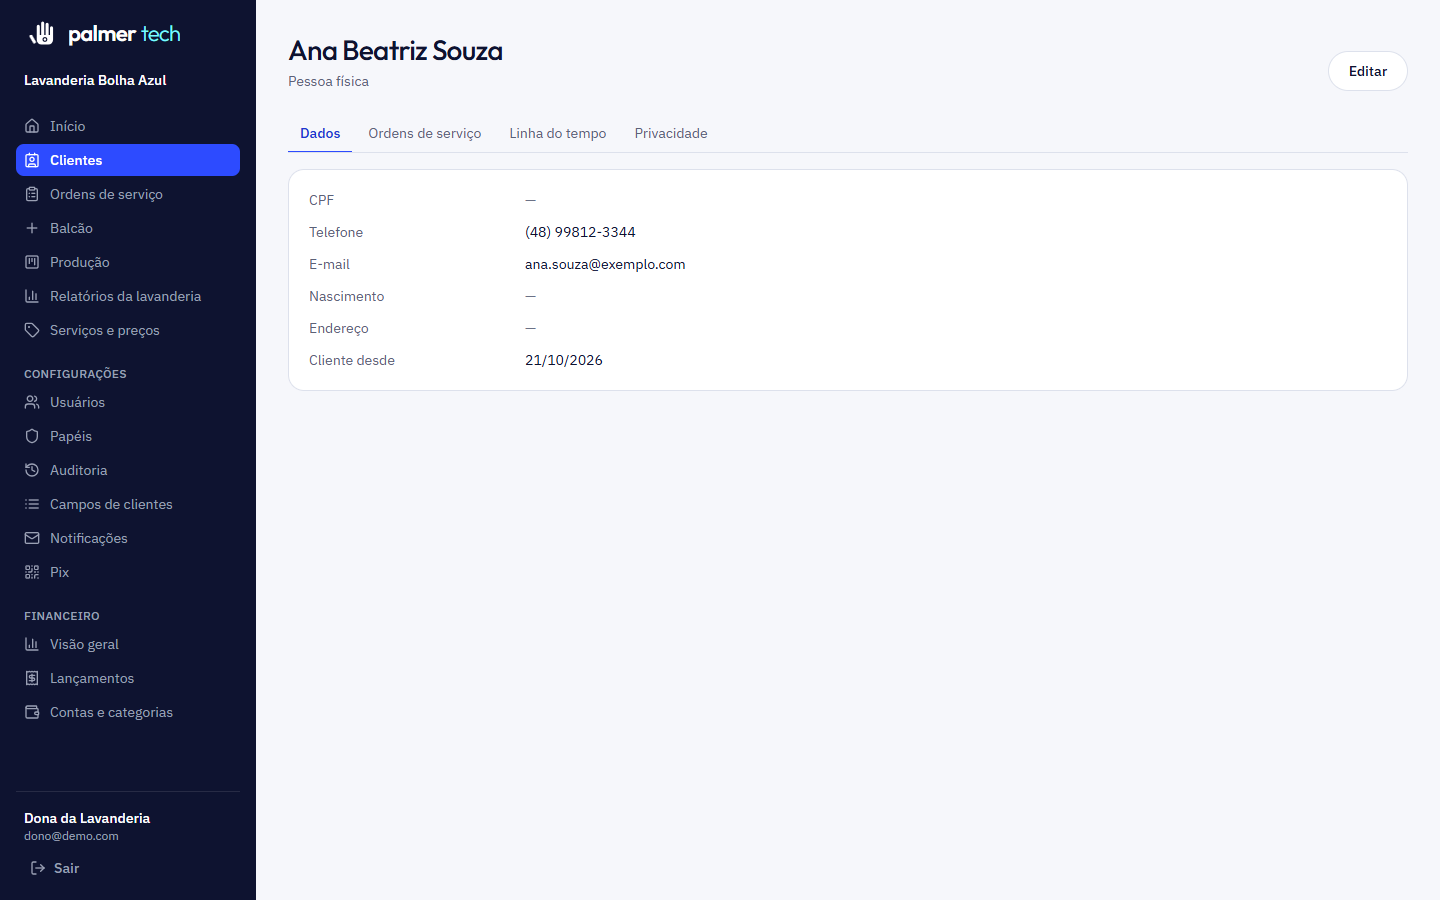 palmer tech
Lavanderia Bolha Azul
Início
Clientes
Ordens de serviço
Balcão
Produção
Relatórios da lavanderia
Serviços e preços
CONFIGURAÇÕES
Usuários
Papéis
Auditoria
Campos de clientes
Notificações
Pix
FINANCEIRO
Visão geral
Lançamentos
Contas e categorias
Dona da Lavanderia
dono@demo.com
Sair
Ana Beatriz Souza
Pessoa física
Editar
Dados Ordens de serviço Linha do tempo Privacidade
CPF —
Telefone (48) 99812-3344
E-mail ana.souza@exemplo.com
Nascimento —
Endereço —
Cliente desde 21/10/2026